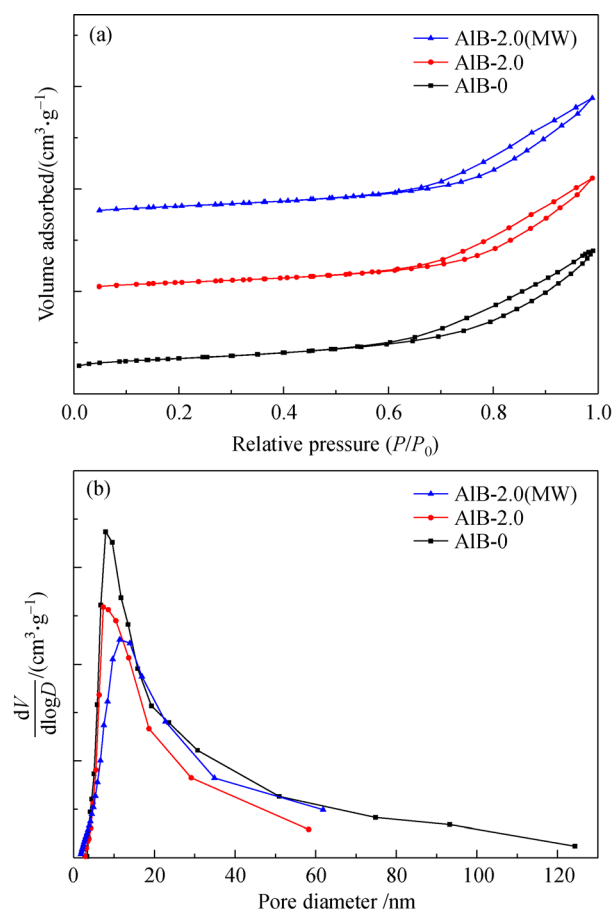 (a)
AlB-2.0(MW)
AlB-2.0
AlB-0
Volume adsorbed/(cm³·g⁻¹)
0.0 0.2 0.4 0.6 0.8 1.0
Relative pressure (P/P₀)
(b)
AlB-2.0(MW)
AlB-2.0
AlB-0
dV
dlogD /(cm³·g⁻¹)
0 20 40 60 80 100 120
Pore diameter /nm